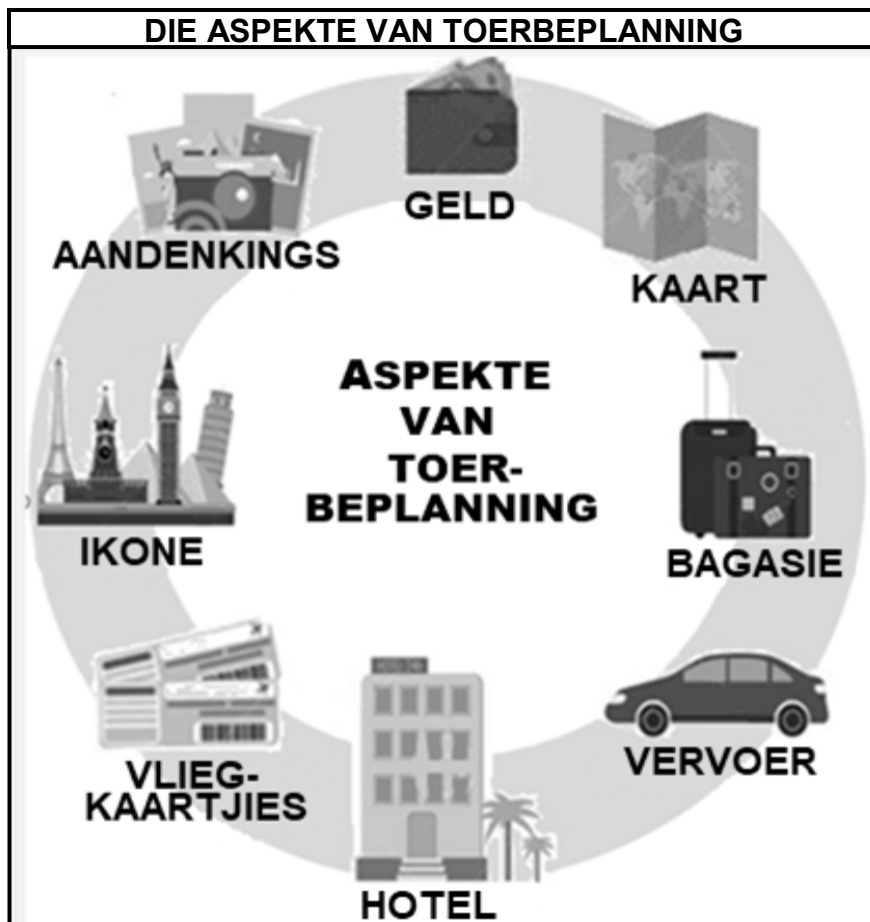 DIE ASPEKTE VAN TOERBEPLANNING
GELD
KAART
AANDENKINGS
ASPEKTE
VAN
TOER-
BEPLANNING
IKONE
BAGASIE
VLIEG-
KAARTJIES
VERVOER
HOTEL